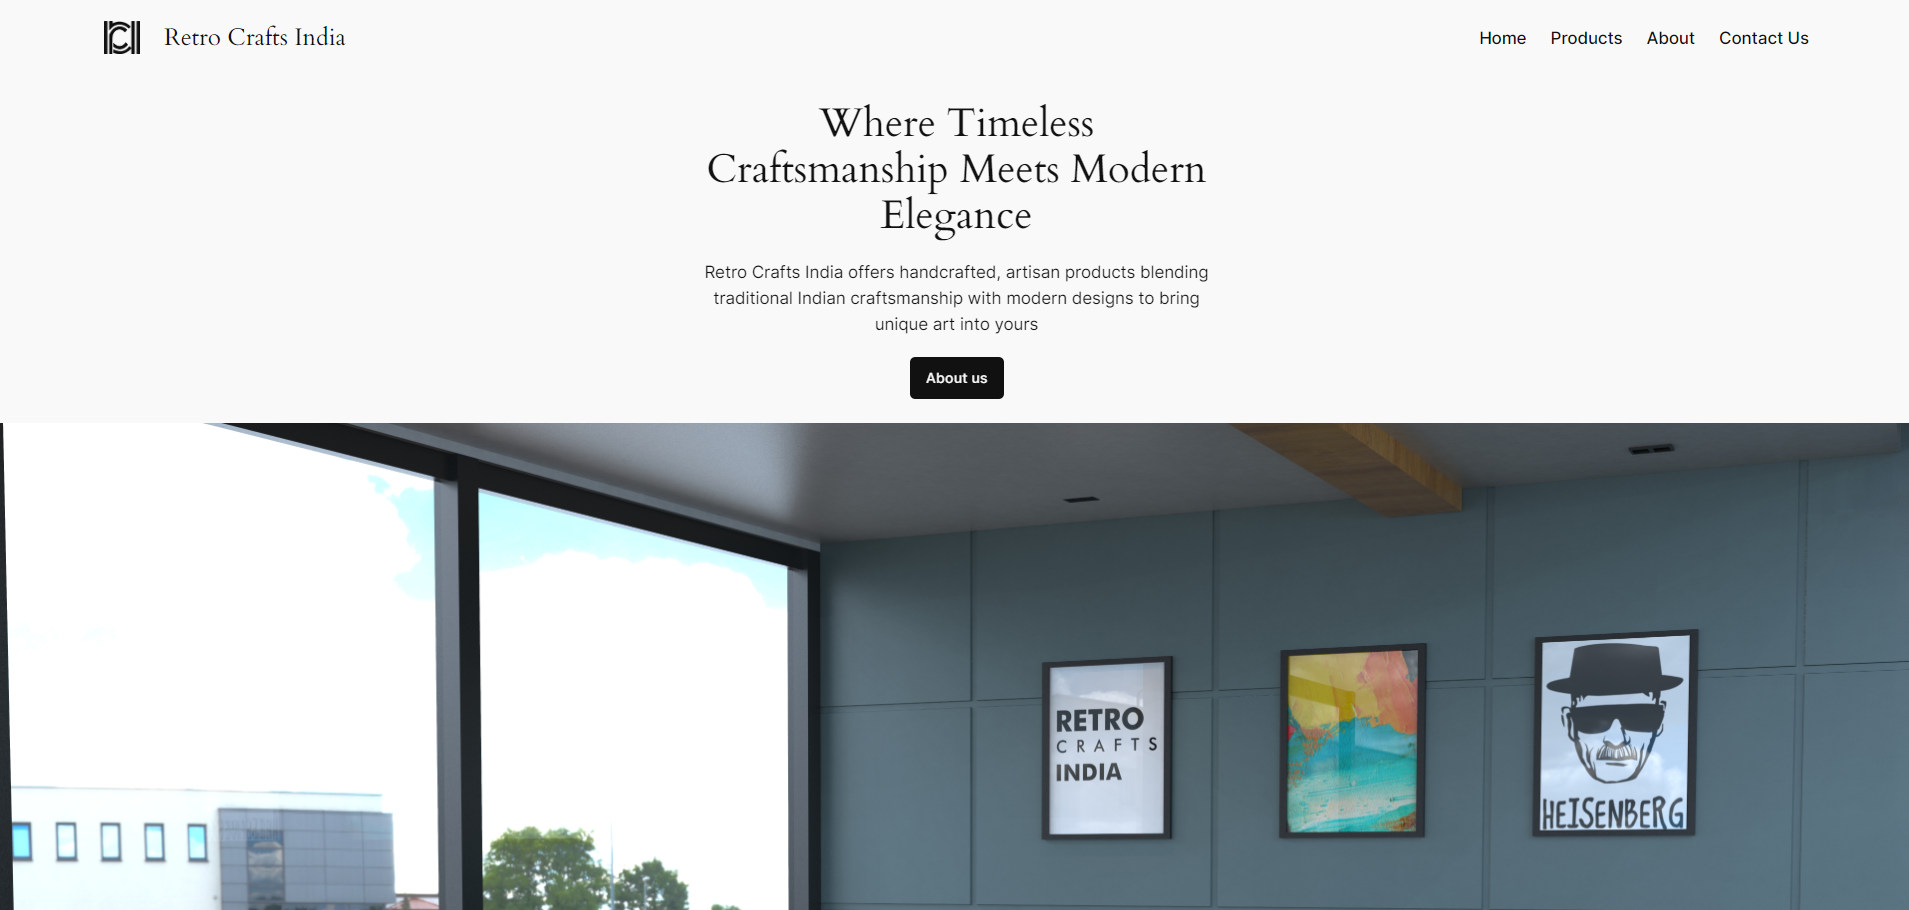 Retro Crafts India
Home Products About Contact Us
Where Timeless
Craftsmanship Meets Modern
Elegance
Retro Crafts India offers handcrafted, artisan products blending
traditional Indian craftsmanship with modern designs to bring
unique art into yours
About us
RETRO
CRAFTS
INDIA
HEISENBERG